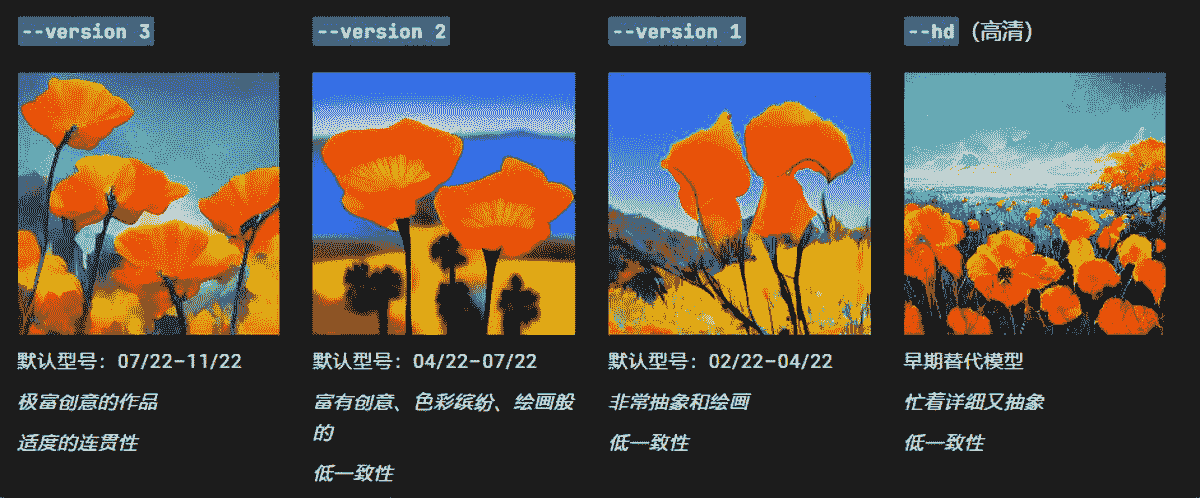 --version 3
默认型号：07/22-11/22
极富创意的作品
适度的连贯性
--version 2
默认型号：04/22-07/22
富有创意、色彩缤纷、绘画般
的
低一致性
--version 1
默认型号：02/22-04/22
非常抽象和绘画
低一致性
--hd（高清）
早期替代模型
忙着详细又抽象
低一致性